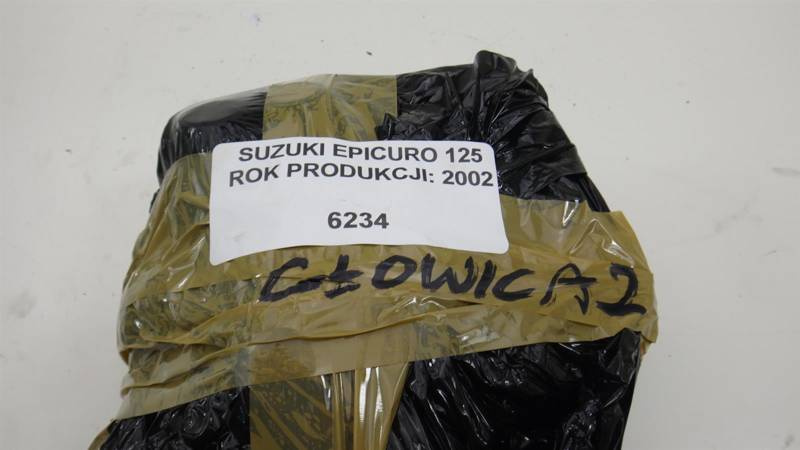 SUZUKI EPICURO 125
ROK PRODUKCJI: 2002
6234
GŁOWICA 2